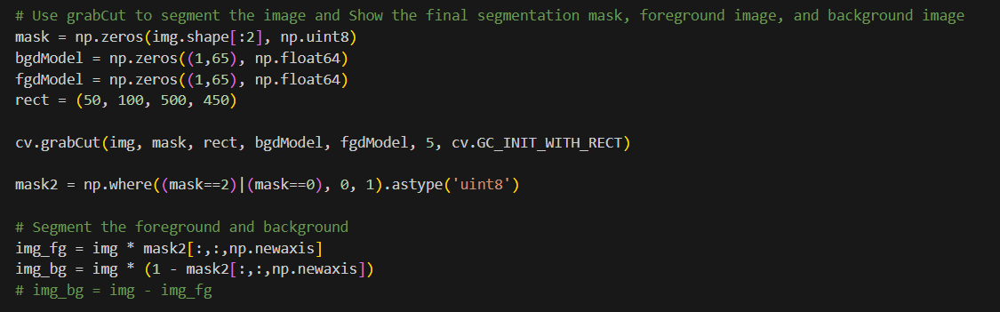 # Use grabCut to segment the image and Show the final segmentation mask, foreground image, and background image
mask = np.zeros(img.shape[:2], np.uint8)
bgdModel = np.zeros((1,65), np.float64)
fgdModel = np.zeros((1,65), np.float64)
rect = (50, 100, 500, 450)
cv.grabCut(img, mask, rect, bgdModel, fgdModel, 5, cv.GC_INIT_WITH_RECT)
mask2 = np.where((mask==2)|(mask==0), 0, 1).astype('uint8')
# Segment the foreground and background
img_fg = img * mask2[:,:,np.newaxis]
img_bg = img * (1 - mask2[:,:,np.newaxis])
# img_bg = img - img_fg